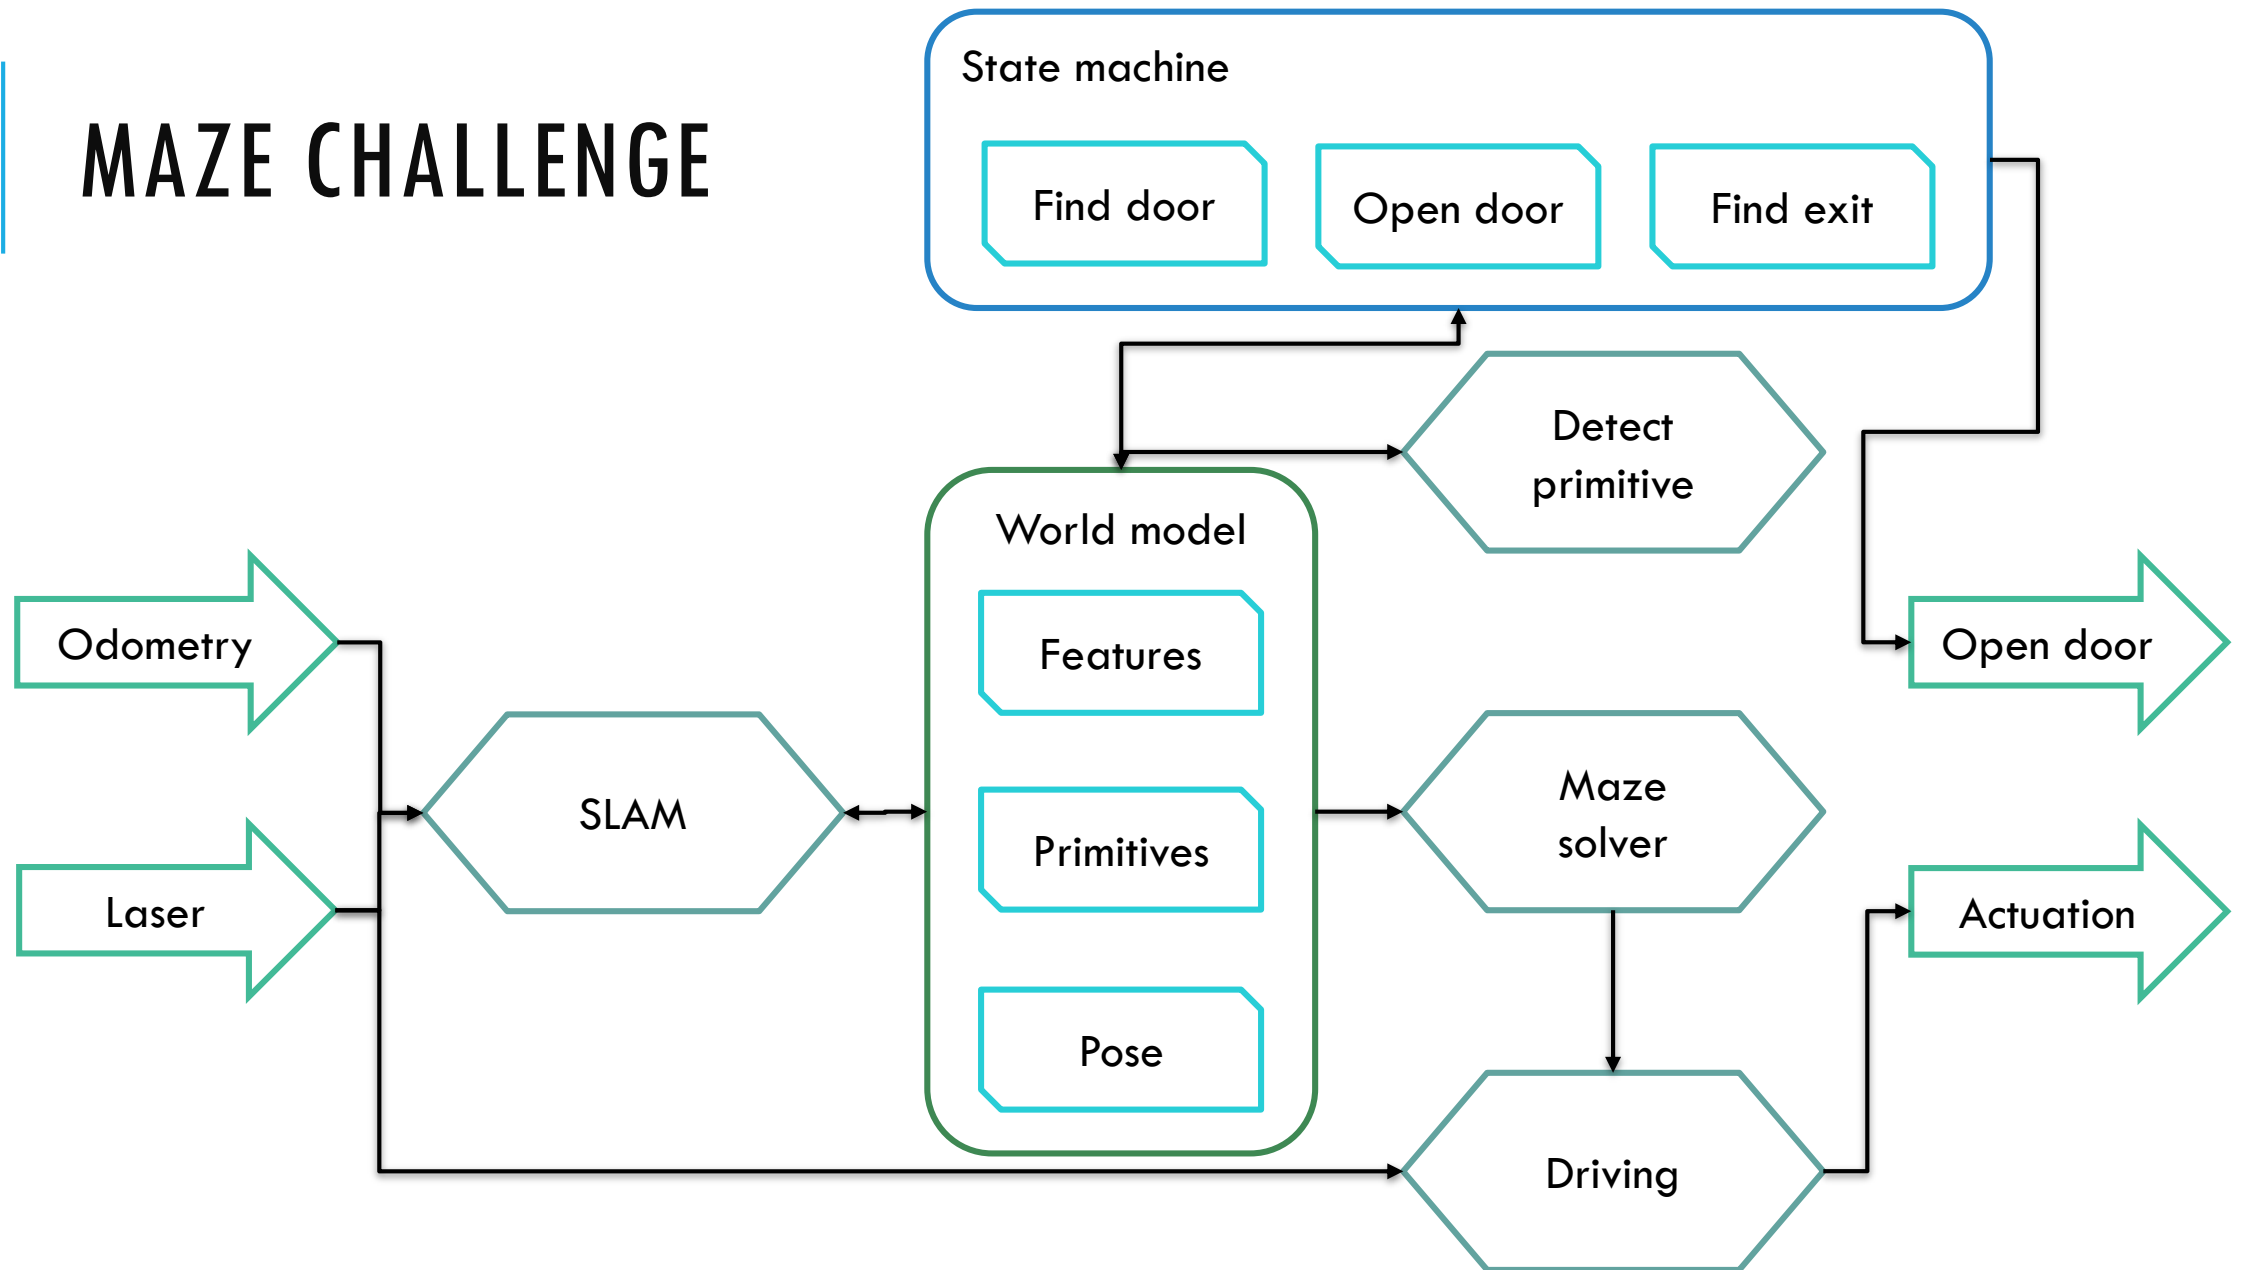 MAZE CHALLENGE
State machine
Find door
Open door
Find exit
Detect
primitive
World model
Features
Primitives
Pose
Odometry
Laser
SLAM
Maze
solver
Driving
Open door
Actuation